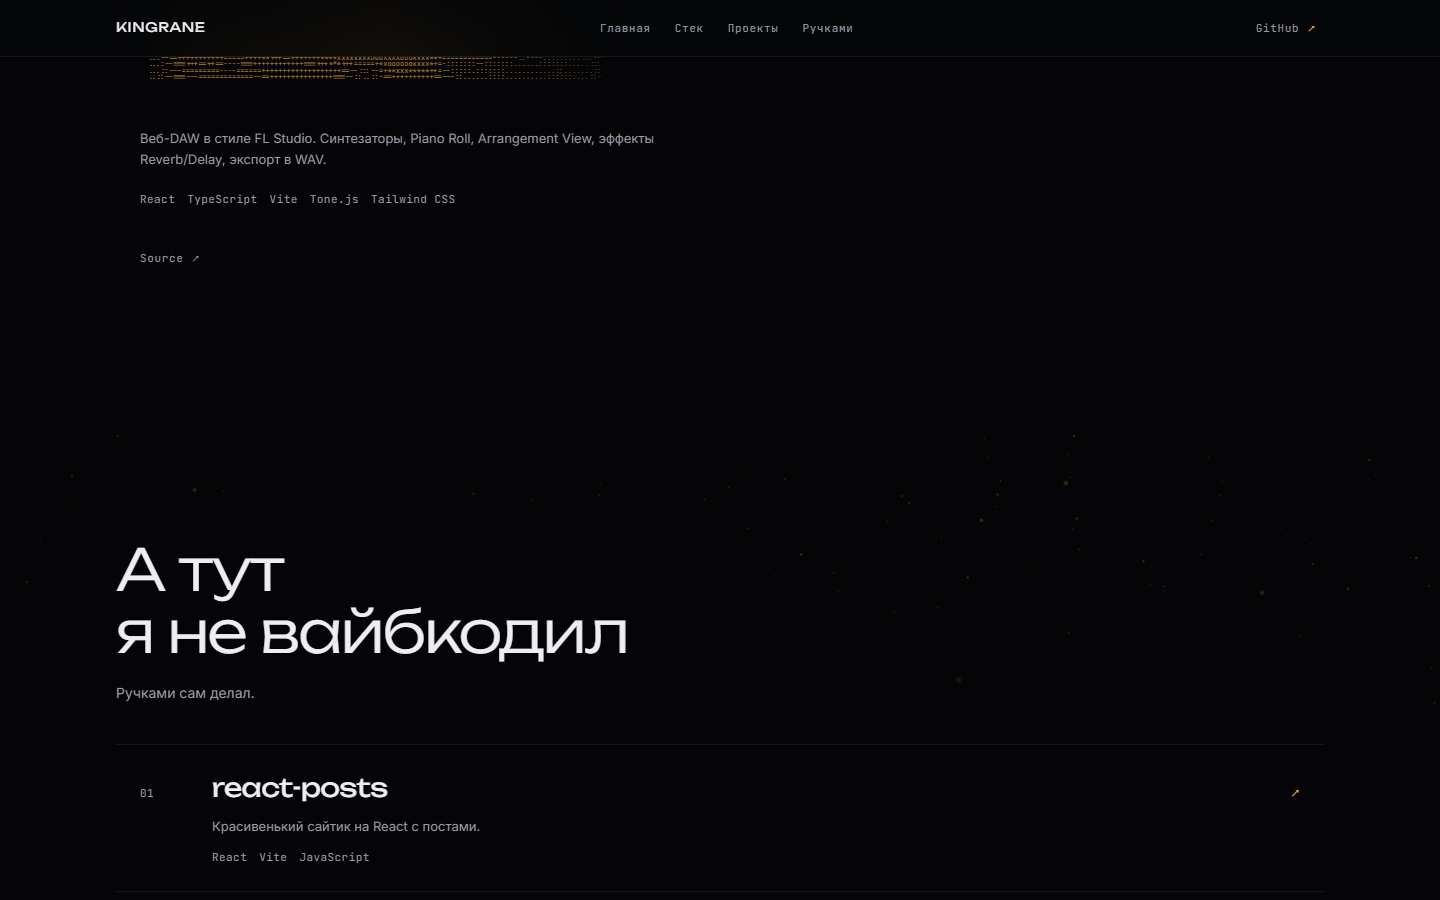 KINGRANE
Главная
Стек
Проекты
Ручками
GitHub ↗
Веб-DAW в стиле FL Studio. Синтезаторы, Piano Roll, Arrangement View, эффекты
Reverb/Delay, экспорт в WAV.
React TypeScript Vite Tone.js Tailwind CSS
Source ↗
А тут
я не вайбкодил
Ручками сам делал.
01
react-posts
↗
Красивенький сайтик на React с постами.
React Vite JavaScript